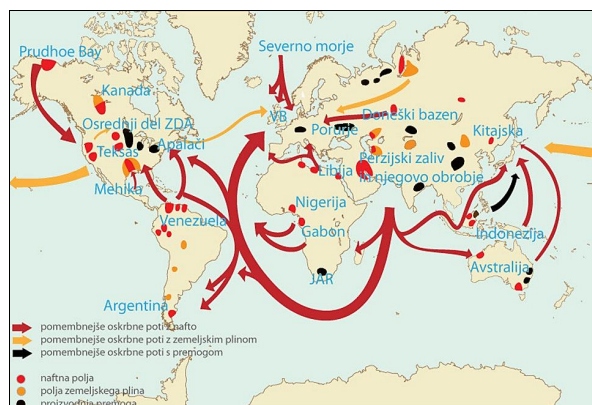 Prudhoe Bay
Severno morje
Kanada
Osrednji del ZDA
VB
Doneški bazen
Apalači
Porurje
Kitajska
Teksas
Perzijski zaliv
in njegovo obrobje
Mehika
Libija
Nigerija
Venezuela
Gabon
Indonezija
Avstralija
JAR
Argentina
pomembnejše oskrbne poti z nafto
pomembnejše oskrbne poti z zemeljskim plinom
pomembnejše oskrbne poti s premogom
naftna polja
polja zemeljskega plina
proizvodnja premoga